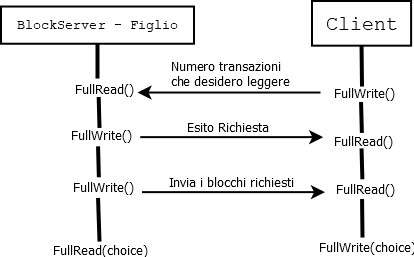 BlockServer - Figlio
Client
Numero transazioni
che desidero leggere
FullRead()
FullWrite()
Esito Richiesta
FullWrite()
FullRead()
Invia i blocchi richiesti
FullWrite()
FullRead()
FullRead(choice)
FullWrite(choice)